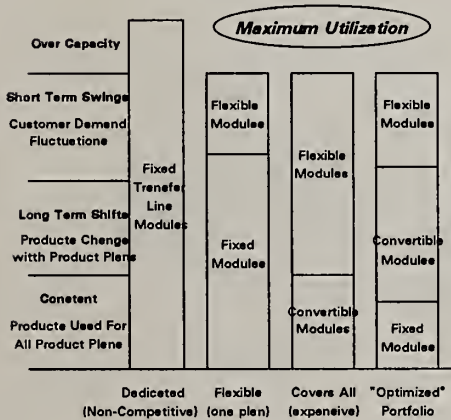 Maximum Utilization
Over Capacity
Short Term Swings
Customer Demand
Fluctuations
Long Term Shifts
Products Change
witth Product Plans
Constant
Products Used For
All Product Plans
Fixed
Transfer
Line
Modules
Flexible
Modules
Fixed
Modules
Flexible
Modules
Convertible
Modules
Flexible
Modules
Convertible
Modules
Fixed
Modules
Dedicated
(Non-Competitive)
Flexible
(one plan)
Covers All
(expensive)
"Optimized"
Portfolio